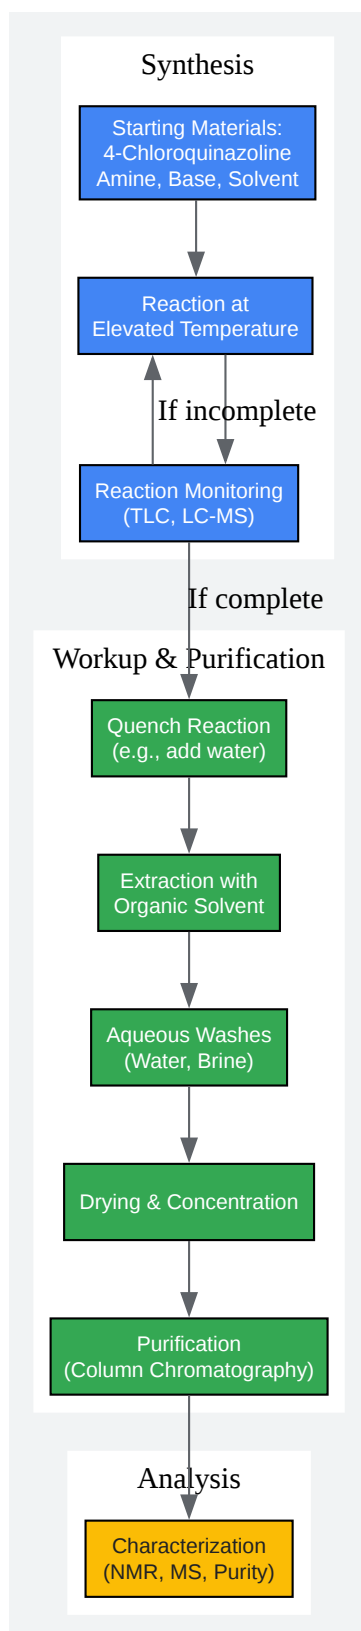 Synthesis
Starting Materials:
4-Chloroquinazoline
Amine, Base, Solvent
Reaction at
Elevated Temperature
If incomplete
Reaction Monitoring
(TLC, LC-MS)
If complete
Workup & Purification
Quench Reaction
(e.g., add water)
Extraction with
Organic Solvent
Aqueous Washes
(Water, Brine)
Drying & Concentration
Purification
(Column Chromatography)
Analysis
Characterization
(NMR, MS, Purity)